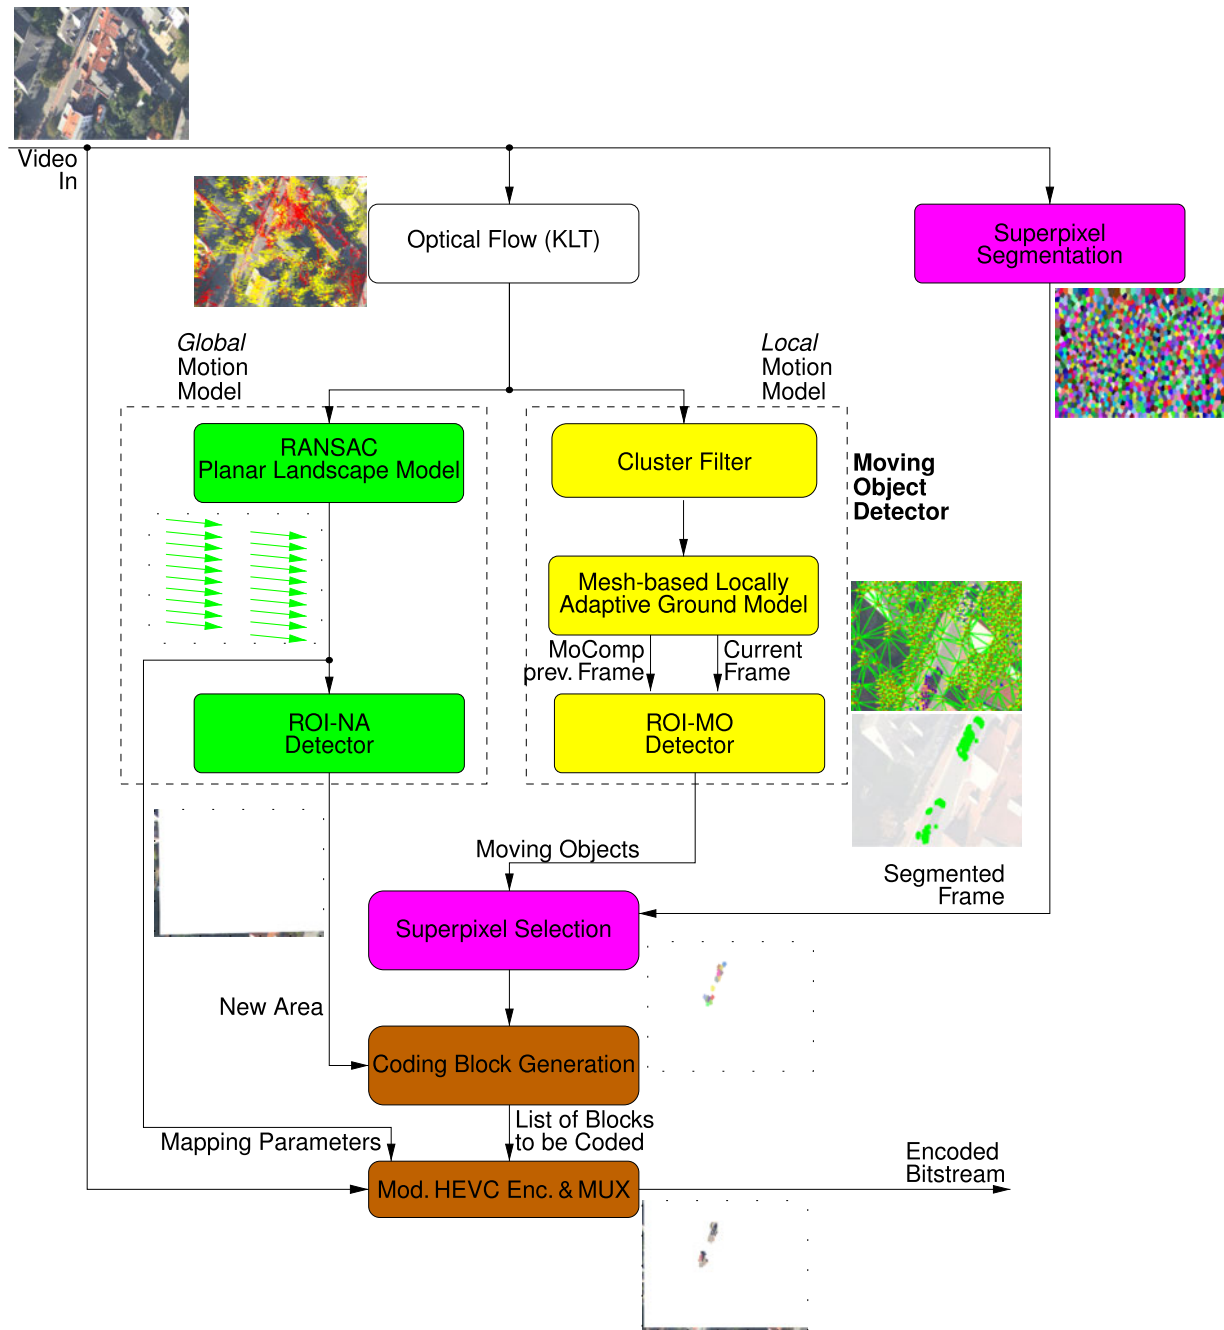 Video
In
Optical Flow (KLT)
Superpixel
Segmentation
Global
Motion
Model
Local
Motion
Model
RANSAC
Planar Landscape Model
Cluster Filter
Moving
Object
Detector
Mesh-based Locally
Adaptive Ground Model
MoComp
prev. Frame
Current
Frame
ROI-NA
Detector
ROI-MO
Detector
Moving Objects
Segmented
Frame
Superpixel Selection
New Area
Coding Block Generation
List of Blocks
to be Coded
Mapping Parameters
Mod. HEVC Enc. & MUX
Encoded
Bitstream